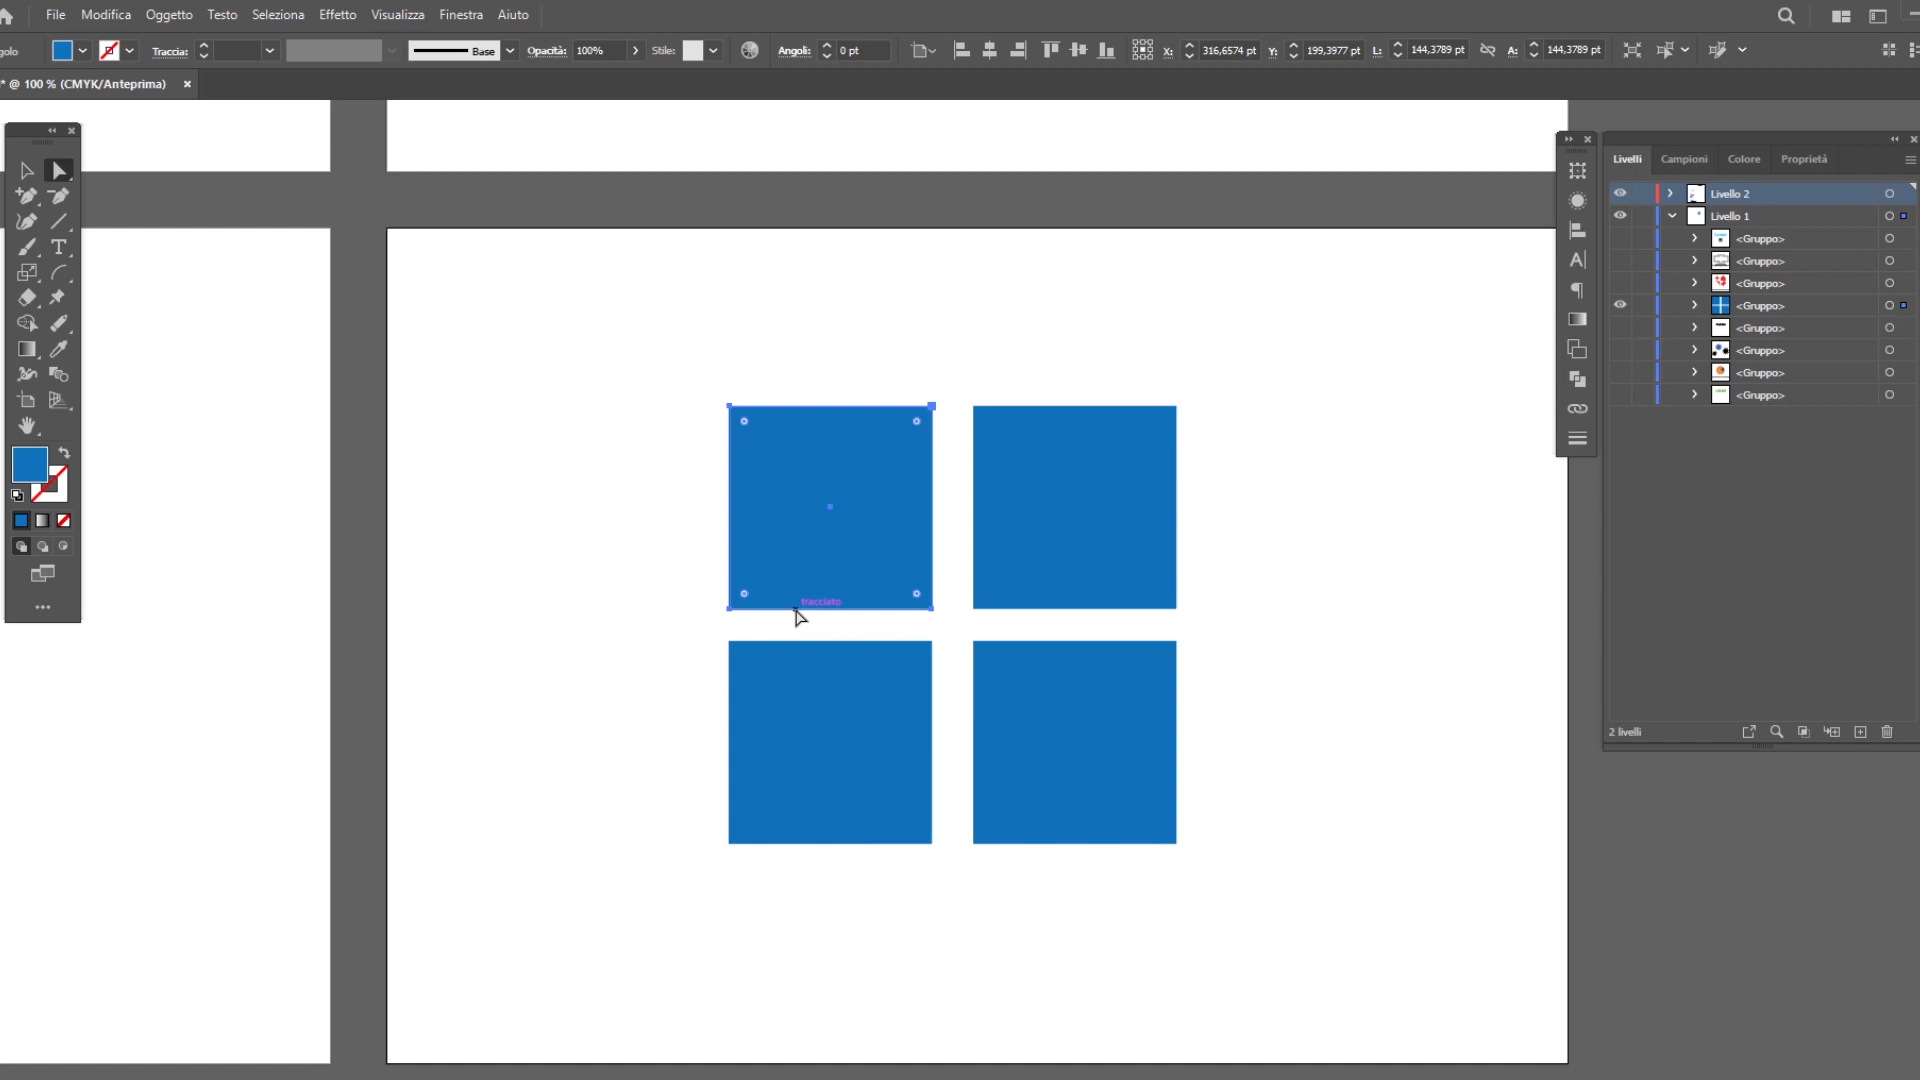 File Modifica Oggetto Testo Seleziona Effetto Visualizza Finestra Aiuto
golo Traccia: Base Opacità: 100% Stile: Angoli: 0 pt X: 316,6574 pt Y: 199,3977 pt L: 144,3789 pt A: 144,3789 pt
* @ 100 % (CMYK/Anteprima)
Livelli Campioni Colore Proprietà
Livello 2
Livello 1
<Gruppo>
<Gruppo>
<Gruppo>
<Gruppo>
<Gruppo>
<Gruppo>
<Gruppo>
<Gruppo>
tracciato
2 livelli